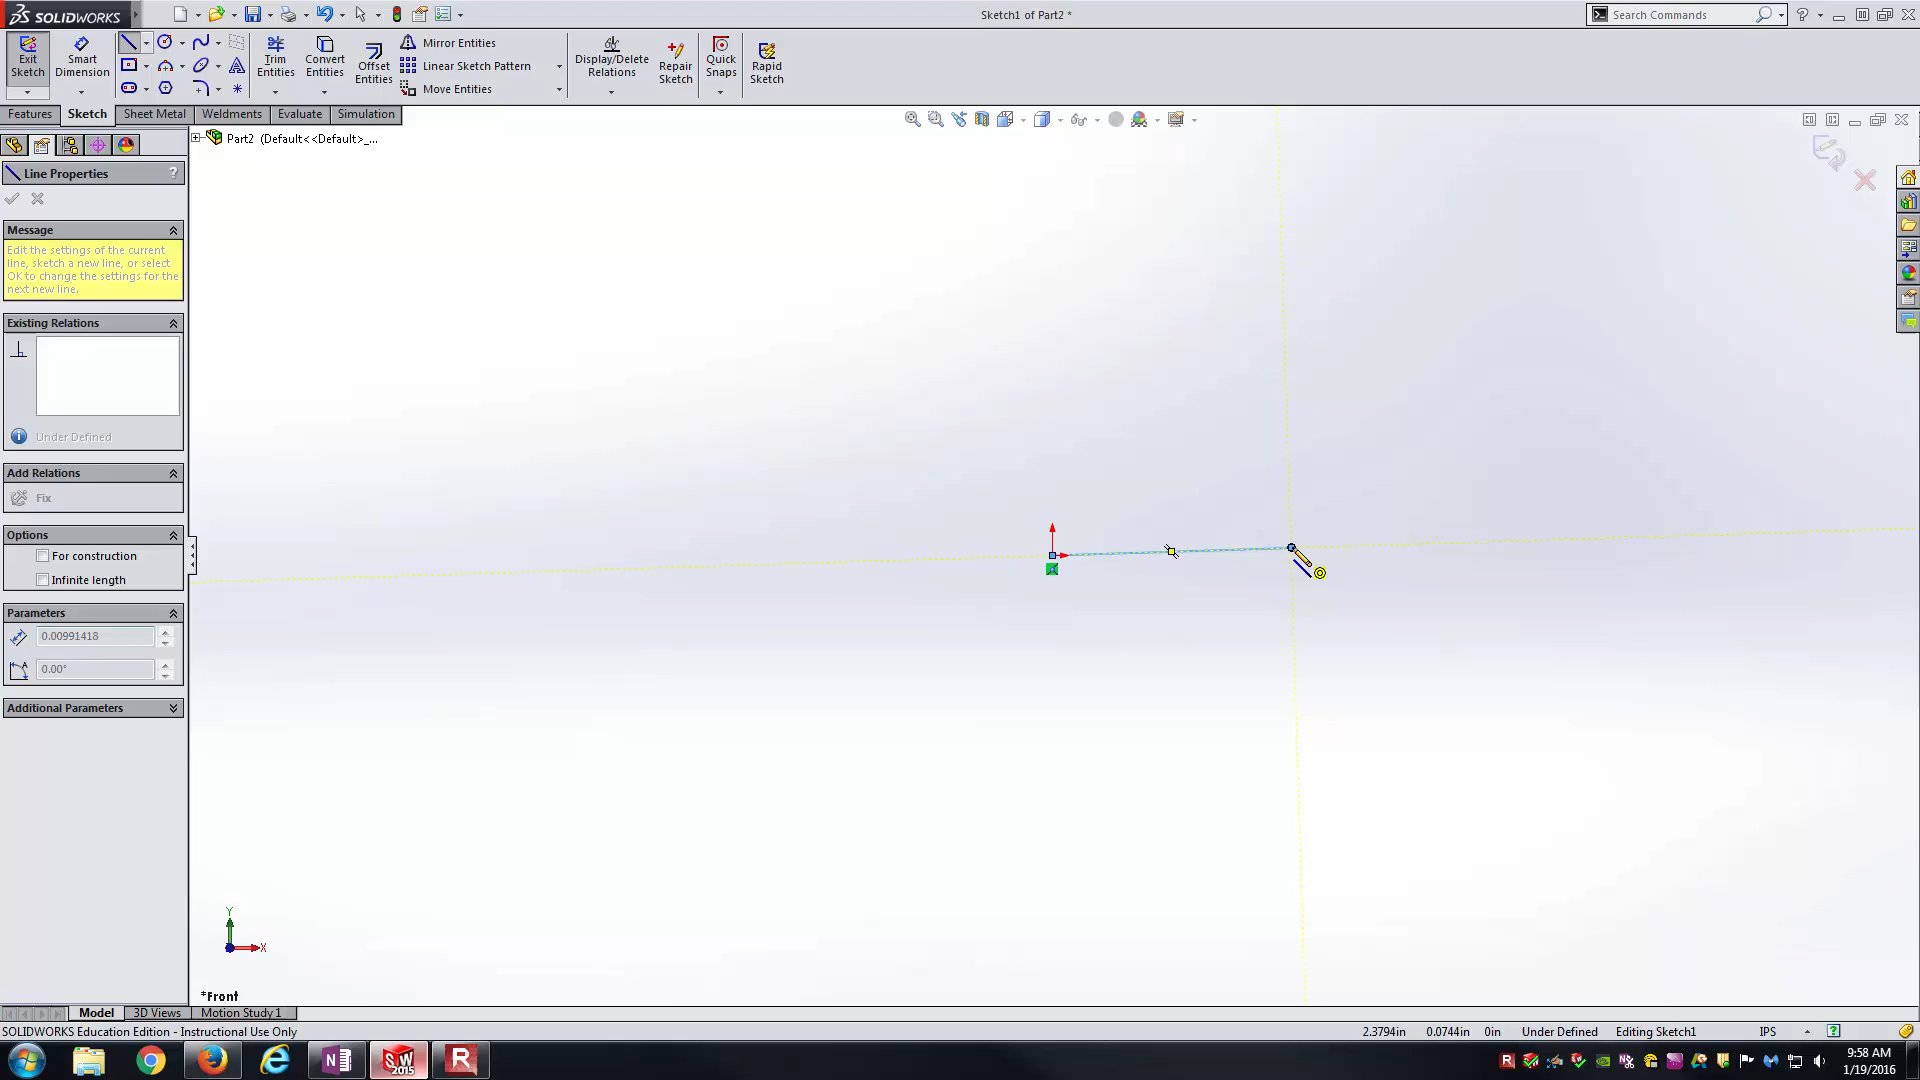 SOLIDWORKS
Sketch1 of Part2 *
Search Commands
Exit Sketch
Smart Dimension
Trim Entities
Convert Entities
Offset Entities
Mirror Entities
Linear Sketch Pattern
Move Entities
Display/Delete Relations
Repair Sketch
Quick Snaps
Rapid Sketch
Features
Sketch
Sheet Metal
Weldments
Evaluate
Simulation
Part2 (Default<<Default>_...
Line Properties
?
Message
Edit the settings of the current
line, sketch a new line, or select
OK to change the settings for the
next new line.
Existing Relations
Under Defined
Add Relations
Fix
Options
For construction
Infinite length
Parameters
0.00991418
0.00°
Additional Parameters
Y
X
*Front
Model
3D Views
Motion Study 1
SOLIDWORKS Education Edition - Instructional Use Only
2.3794in
0.0744in
0in
Under Defined
Editing Sketch1
IPS
9:58 AM
1/19/2016